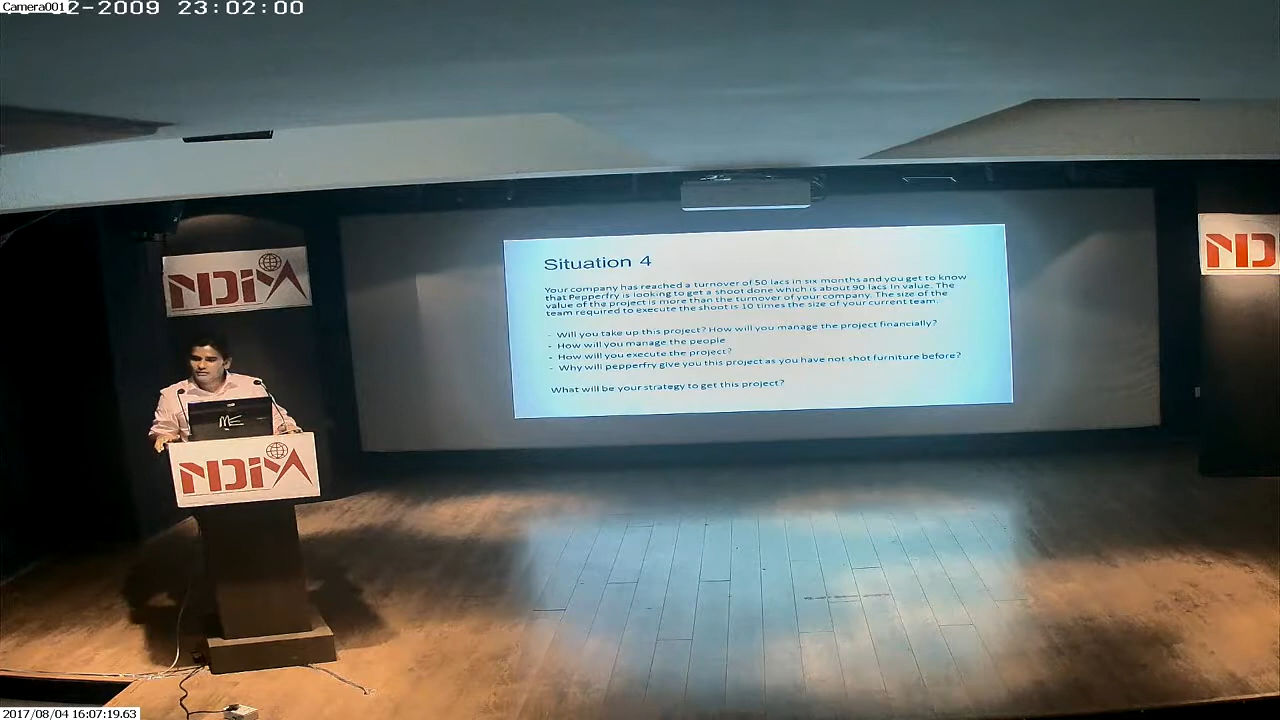 Camera001
2-2009 23:02:00
NDIM
ND
Situation 4
Your company has reached a turnover of 50 lacs in six months and you get to know
that Pepperfry is looking to get a shoot done which is about 90 lacs in value. The
value of the project is more than the turnover of your company. The size of the
team required to execute the shoot is 10 times the size of your current team.
- Will you take up this project? How will you manage the project financially?
- How will you manage the people
- How will you execute the project?
- Why will pepperfry give you this project as you have not shot furniture before?
What will be your strategy to get this project?
ME
NDIM
2017/08/04 16:07:19.63